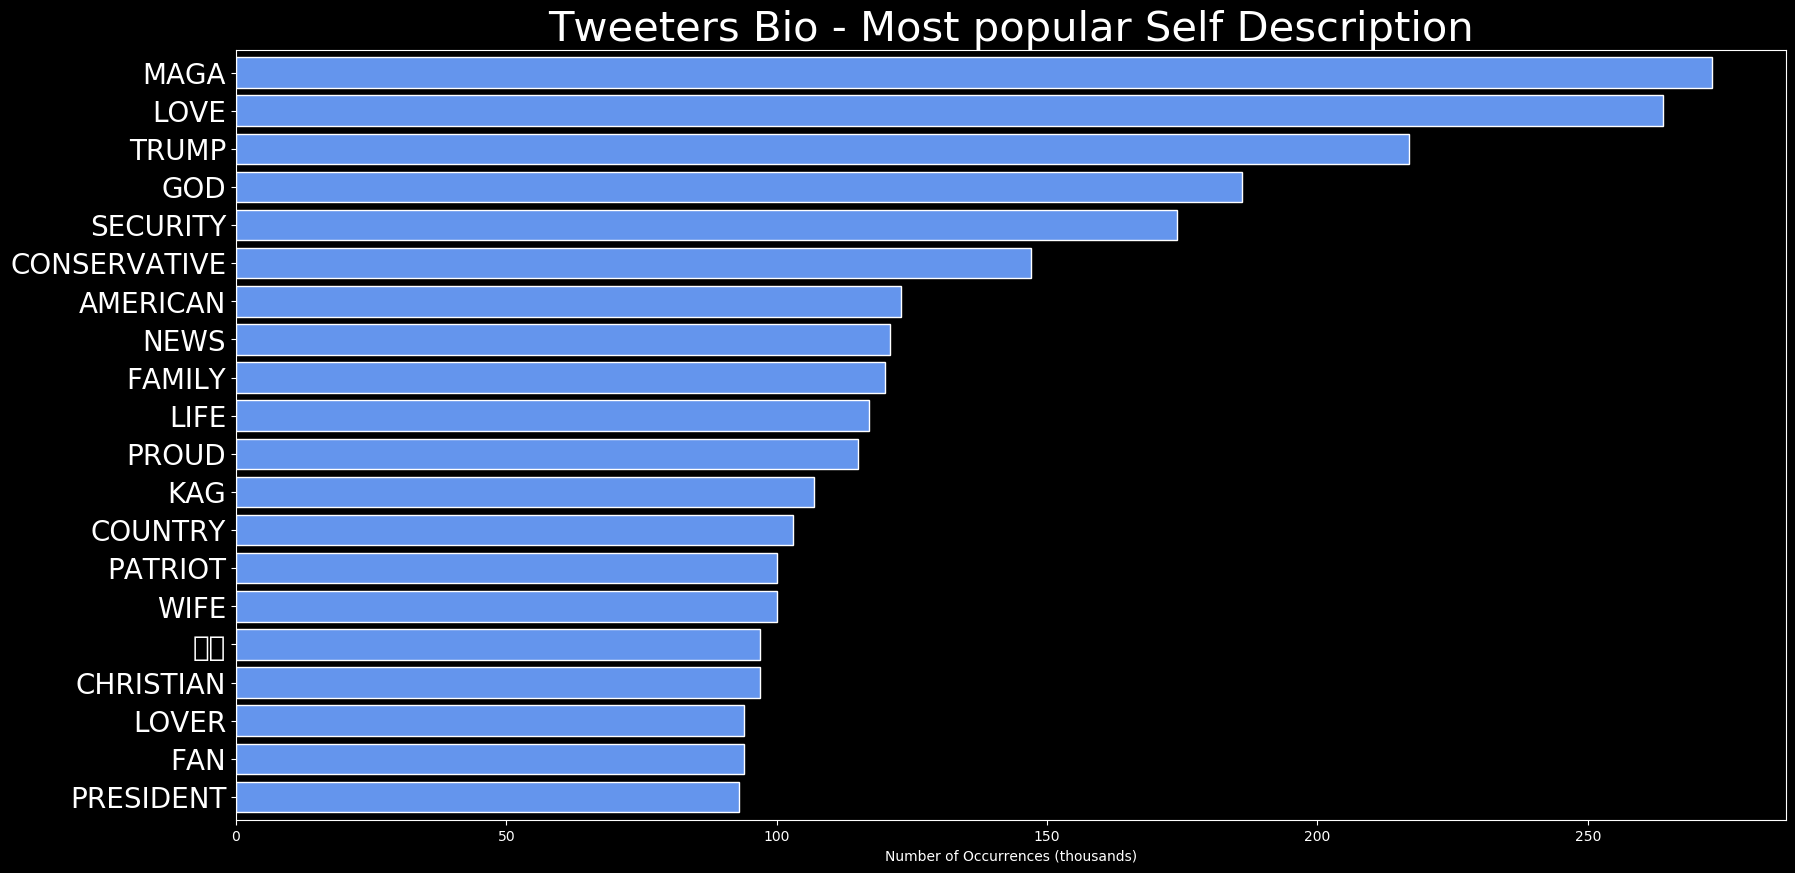 Tweeters Bio - Most popular Self Description
MAGA
LOVE
TRUMP
GOD
SECURITY
CONSERVATIVE
AMERICAN
NEWS
FAMILY
LIFE
PROUD
KAG
COUNTRY
PATRIOT
WIFE
CHRISTIAN
LOVER
FAN
PRESIDENT
0 50 100 150 200 250
Number of Occurrences (thousands)